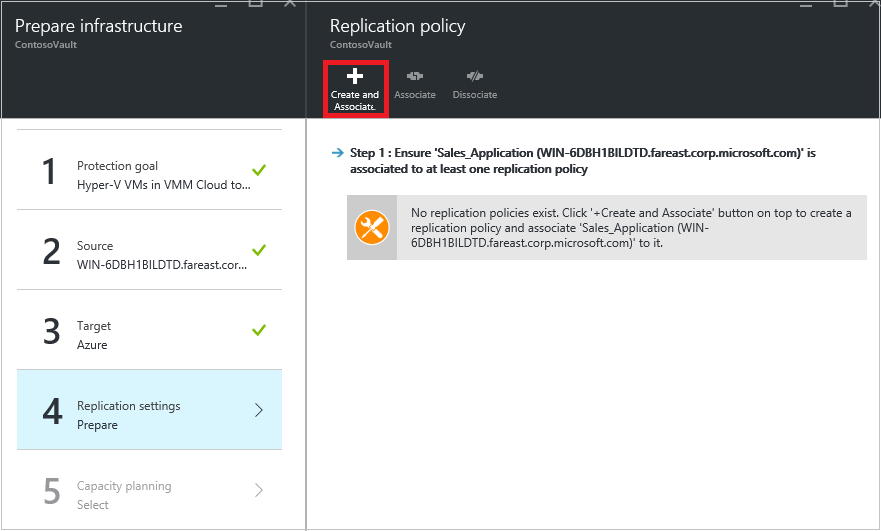 Prepare infrastructure
ContosoVault
1
Protection goal
Hyper-V VMs in VMM Cloud to...
2
Source
WIN-6DBH1BILDTD.fareast.cor...
3
Target
Azure
4
Replication settings
Prepare
5
Capacity planning
Select
Replication policy
ContosoVault
Create and
Associate
Associate
Dissociate
Step 1 : Ensure 'Sales_Application (WIN-6DBH1BILDTD.fareast.corp.microsoft.com)' is
associated to at least one replication policy
No replication policies exist. Click '+Create and Associate' button on top to create a
replication policy and associate 'Sales_Application (WIN-
6DBH1BILDTD.fareast.corp.microsoft.com)' to it.